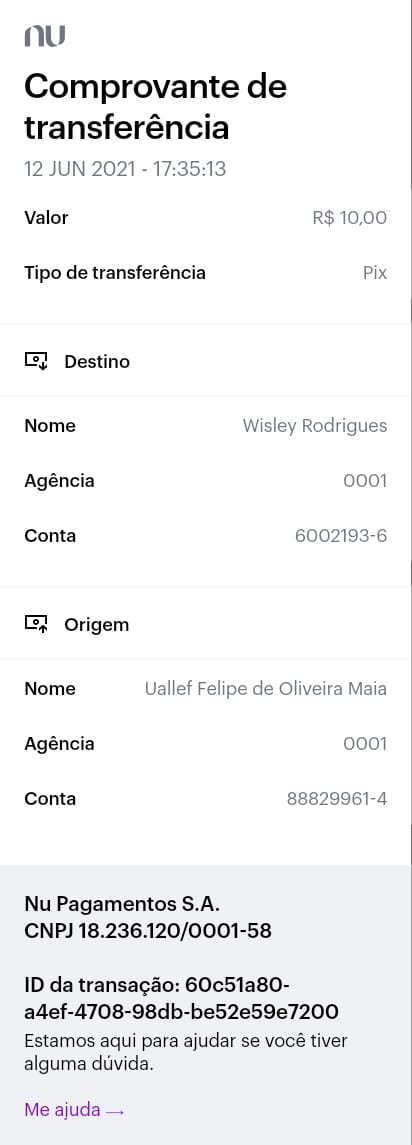 nu
Comprovante de
transferência
12 JUN 2021 - 17:35:13
Valor R$ 10,00
Tipo de transferência Pix
Destino
Nome Wisley Rodrigues
Agência 0001
Conta 6002193-6
Origem
Nome Uallef Felipe de Oliveira Maia
Agência 0001
Conta 88829961-4
Nu Pagamentos S.A.
CNPJ 18.236.120/0001-58
ID da transação: 60c51a80-
a4ef-4708-98db-be52e59e7200
Estamos aqui para ajudar se você tiver
alguma dúvida.
Me ajuda →